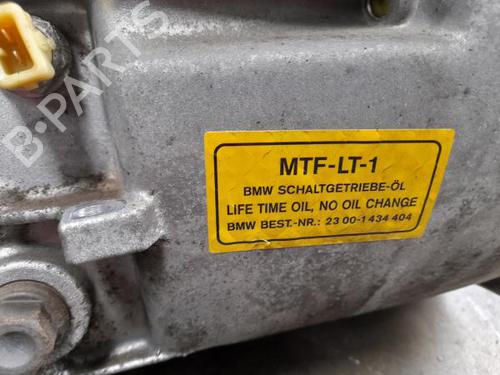 B-PARTS
MTF-LT-1
BMW SCHALTGETRIEBE-ÖL
LiFE TIME OIL, NO OIL CHANGE
BMW BEST.-NR.: 23 00-1 434 404